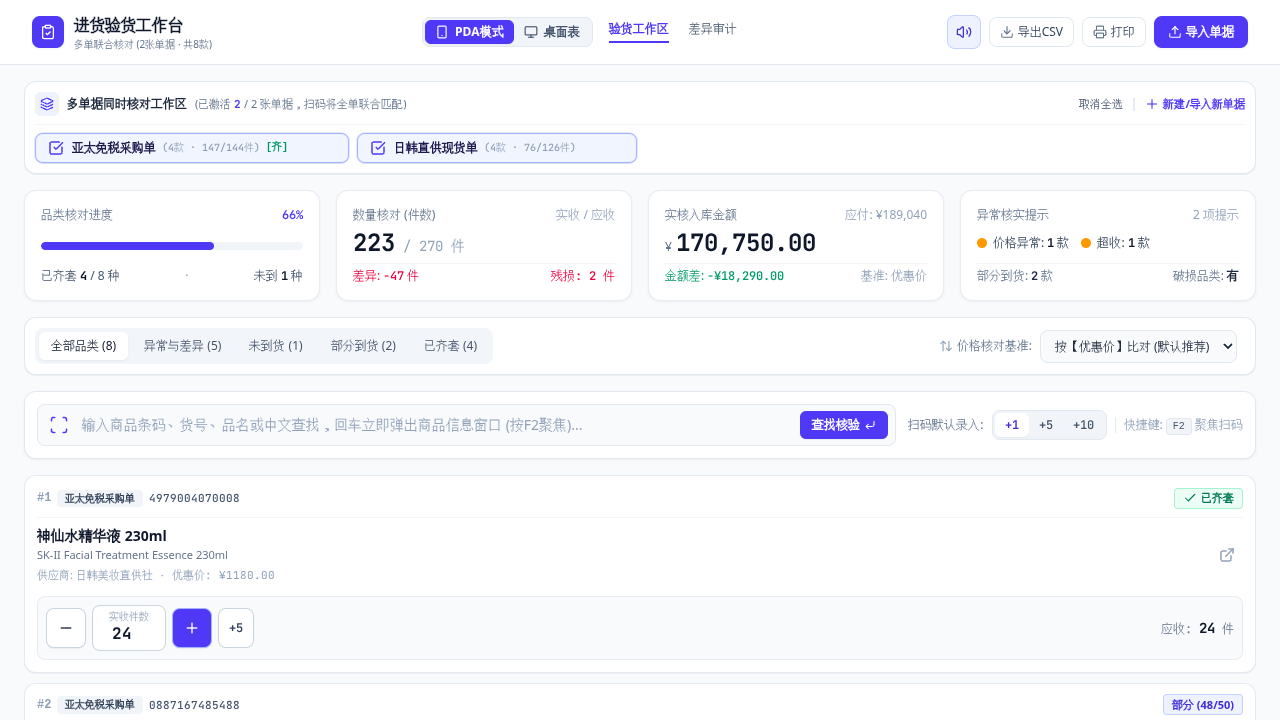 进货验货工作台
多单联合核对 (2张单据 · 共8款)
PDA模式
桌面表
验货工作区
差异审计
导出CSV
打印
导入单据
多单据同时核对工作区 (已激活 2 / 2 张单据，扫码将全单联合匹配)
取消全选
新建/导入新单据
亚太免税采购单 (4款 · 147/144件) [齐]
日韩直供现货单 (4款 · 76/126件)
品类核对进度 66%
已齐套 4 / 8 种 · 未到 1 种
数量核对 (件数) 实收 / 应收
223 / 270 件
差异: -47 件 残损: 2 件
实核入库金额 应付: ¥189,040
¥ 170,750.00
金额差: -¥18,290.00 基准: 优惠价
异常核实提示 2 项提示
价格异常: 1 款 超收: 1 款
部分到货: 2 款 破损品类: 有
全部品类 (8)
异常与差异 (5)
未到货 (1)
部分到货 (2)
已齐套 (4)
价格核对基准:
按【优惠价】比对 (默认推荐)
输入商品条码、货号、品名或中文查找，回车立即弹出商品信息窗口 (按F2聚焦)...
查找核验
扫码默认录入:
+1
+5
+10
快捷键: F2 聚焦扫码
#1 亚太免税采购单 4979004070008
已齐套
神仙水精华液 230ml
SK-II Facial Treatment Essence 230ml
供应商: 日韩美妆直供社 · 优惠价: ¥1180.00
实收件数
24
+5
应收: 24 件
#2 亚太免税采购单 0887167485488
部分 (48/50)